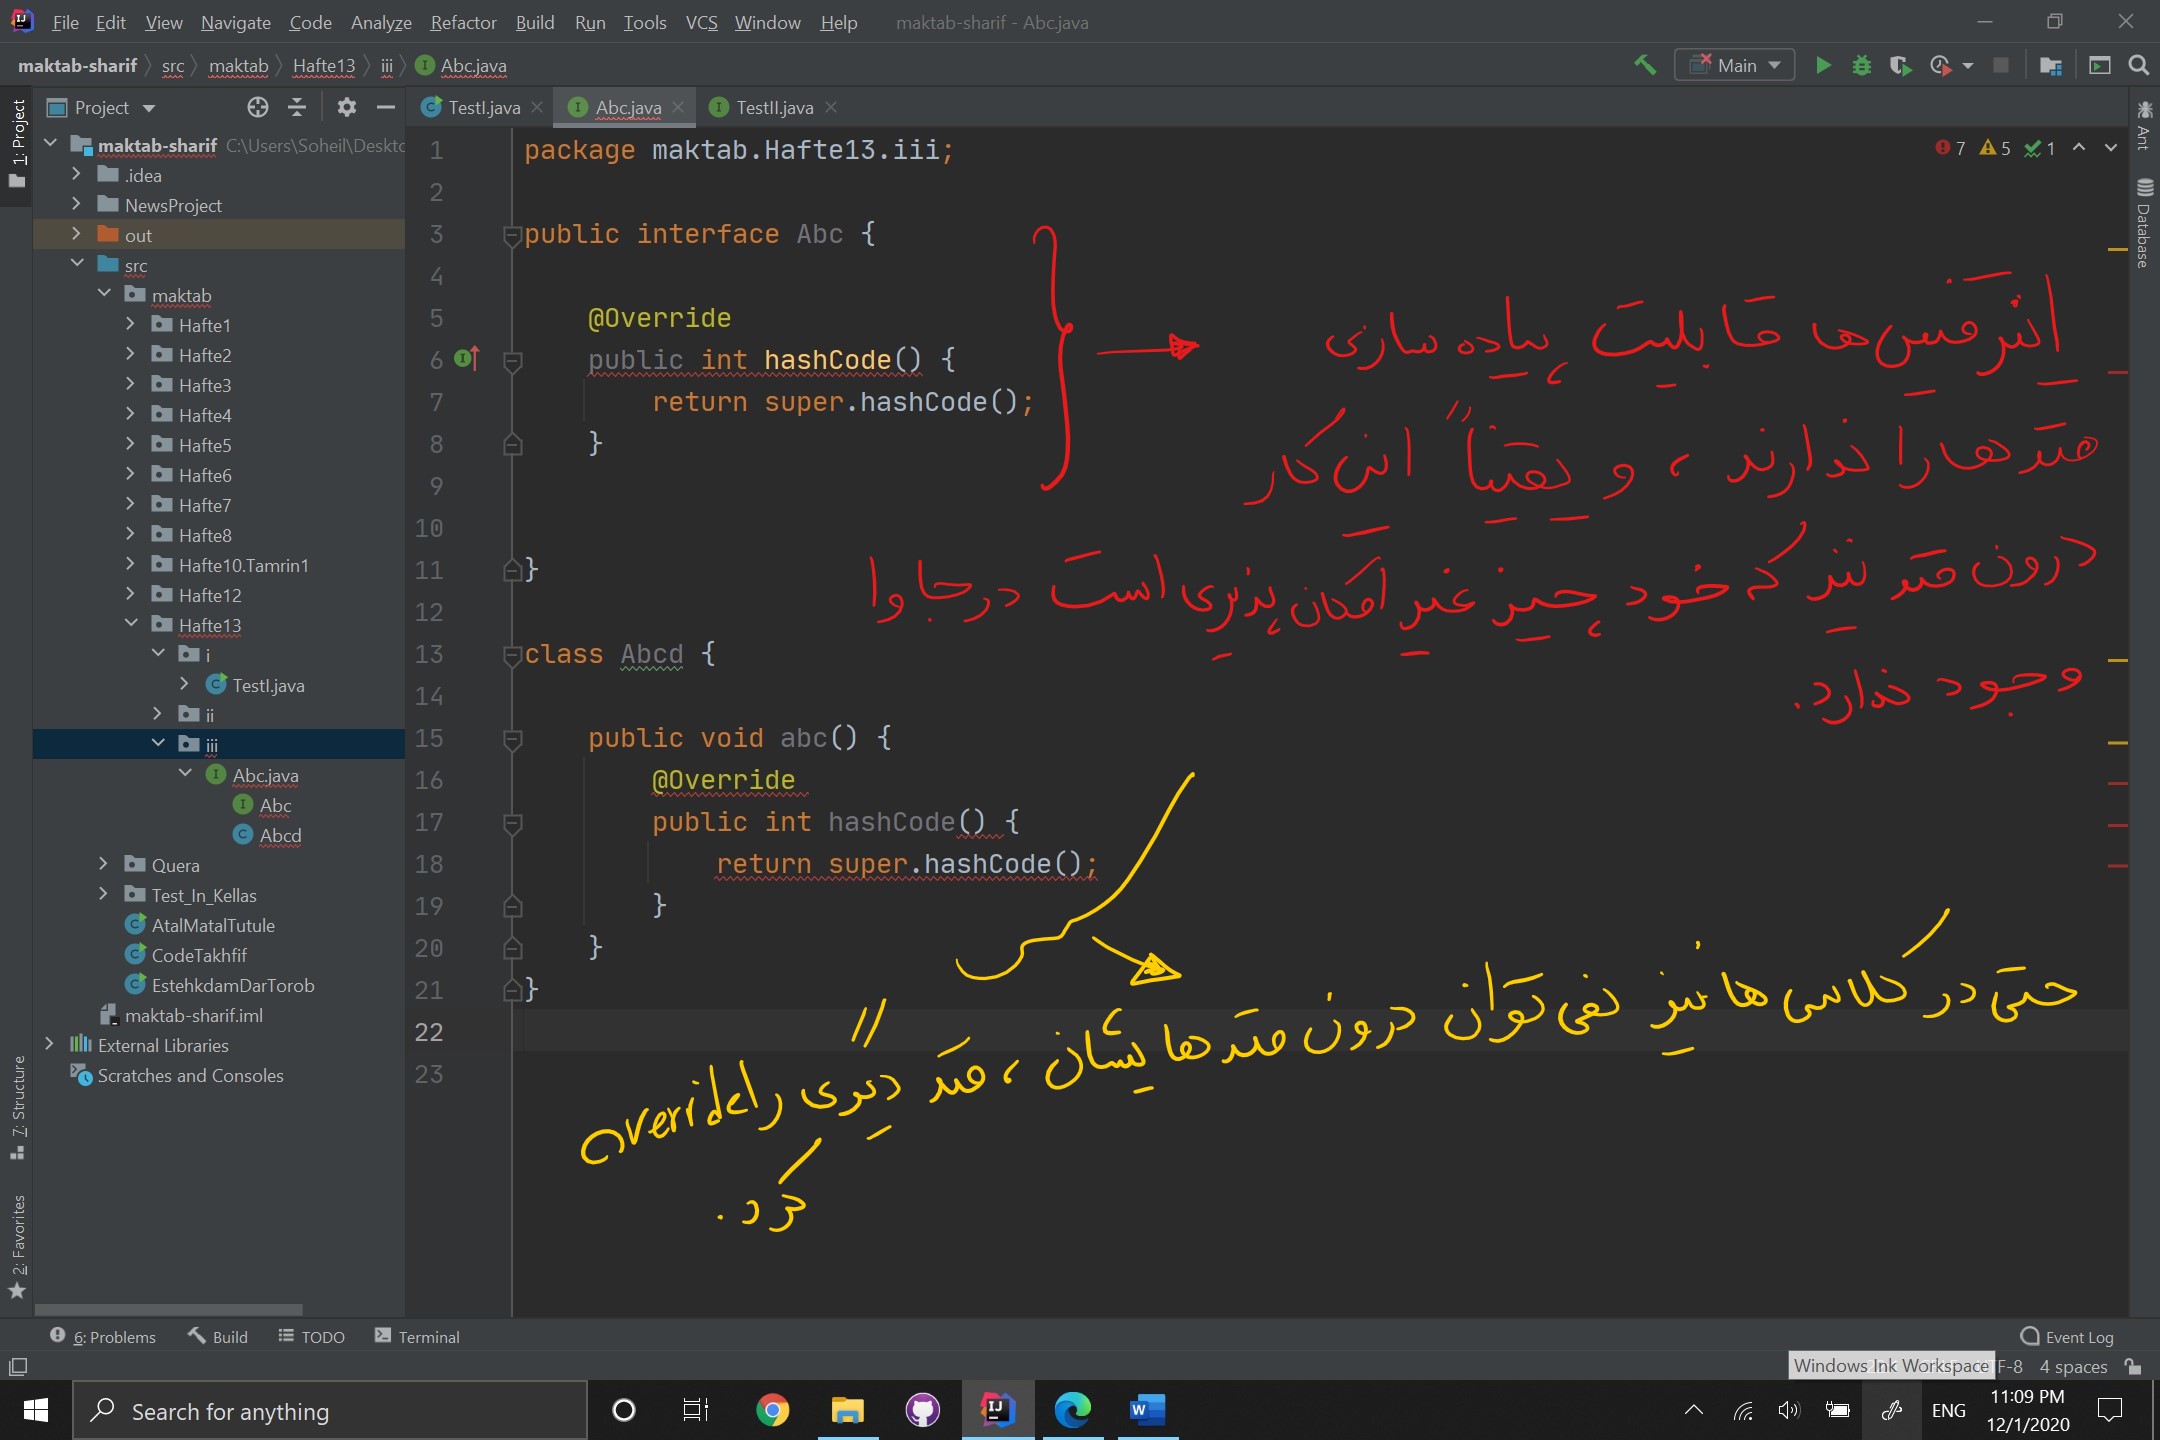 File Edit View Navigate Code Analyze Refactor Build Run Tools VCS Window Help maktab-sharif - Abc.java
maktab-sharif src maktab Hafte13 iii Abc.java
Main
1: Project
Project
TestI.java Abc.java TestII.java
maktab-sharif C:\Users\Soheil\Deskto
.idea
NewsProject
out
src
maktab
Hafte1
Hafte2
Hafte3
Hafte4
Hafte5
Hafte6
Hafte7
Hafte8
Hafte10.Tamrin1
Hafte12
Hafte13
i
TestI.java
ii
iii
Abc.java
Abc
Abcd
Quera
Test_In_Kellas
AtalMatalTutule
CodeTakhfif
EstehkdamDarTorob
maktab-sharif.iml
External Libraries
Scratches and Consoles
7: Structure
2: Favorites
7 5 1
Ant
Database
1 package maktab.Hafte13.iii;
2
3 public interface Abc {
4
5 @Override
6 public int hashCode() {
7 return super.hashCode();
8 }
9
10
11 }
12
13 class Abcd {
14
15 public void abc() {
16 @Override
17 public int hashCode() {
18 return super.hashCode();
19 }
20 }
21 }
22
23
اینترفیس‌ها قابلیت پیاده سازی
متدها را ندارند، و یقیناً این کار
درون متد نیز که خود چیز غیر امکان پذیری است در جاوا
وجود ندارد.
حتی در کلاس ها نیز نمی توان درون متدهایشان، متد دیگری را override
کرد.
6: Problems Build TODO Terminal
Event Log
Windows Ink Workspace TF-8 4 spaces
Search for anything
ENG
11:09 PM
12/1/2020